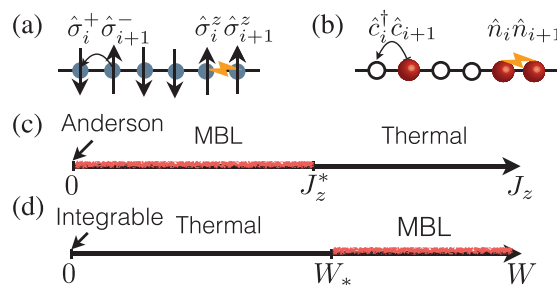 (a) σ̂ᵢ⁺σ̂ᵢ₊₁⁻ σ̂ᵢᶻσ̂ᵢ₊₁ᶻ (b) ĉᵢ†ĉᵢ₊₁ n̂ᵢn̂ᵢ₊₁
(c) Anderson MBL Thermal
0 J_z^* J_z
(d) Integrable Thermal MBL
0 W_* W